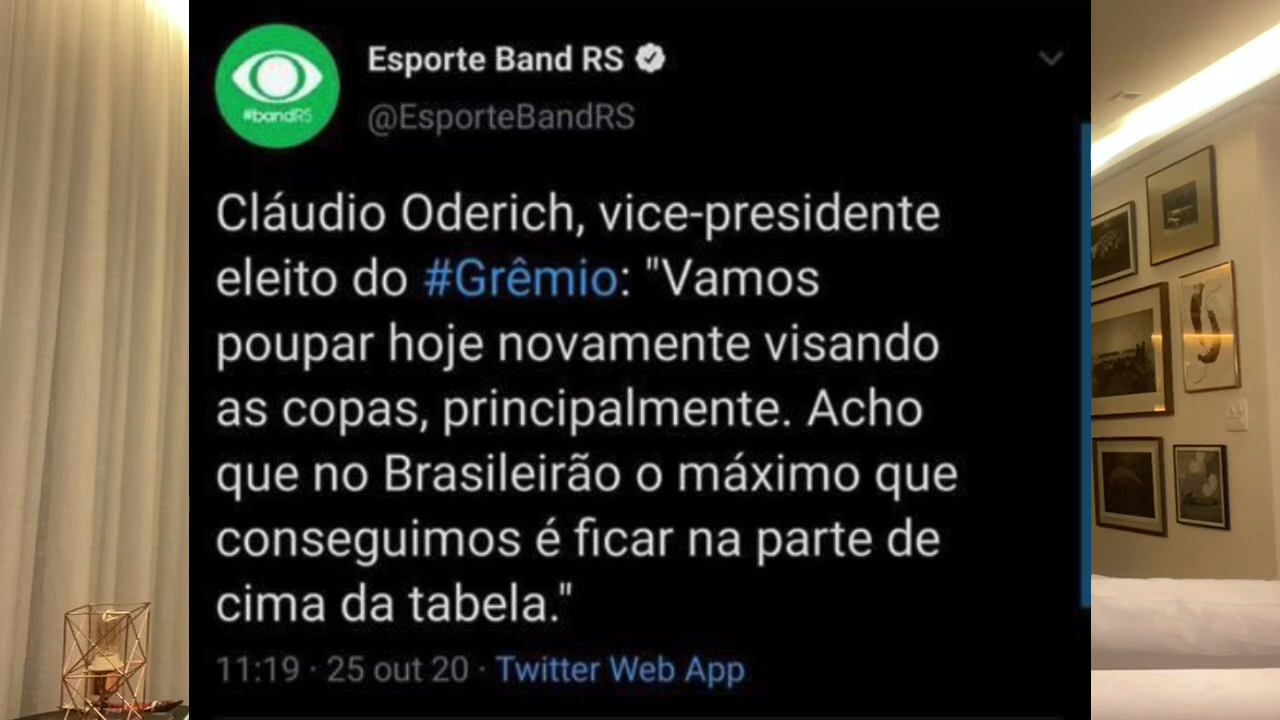 #bandRS
Esporte Band RS
@EsporteBandRS
Cláudio Oderich, vice-presidente
eleito do #Grêmio: "Vamos
poupar hoje novamente visando
as copas, principalmente. Acho
que no Brasileirão o máximo que
conseguimos é ficar na parte de
cima da tabela."
11:19 · 25 out 20 · Twitter Web App